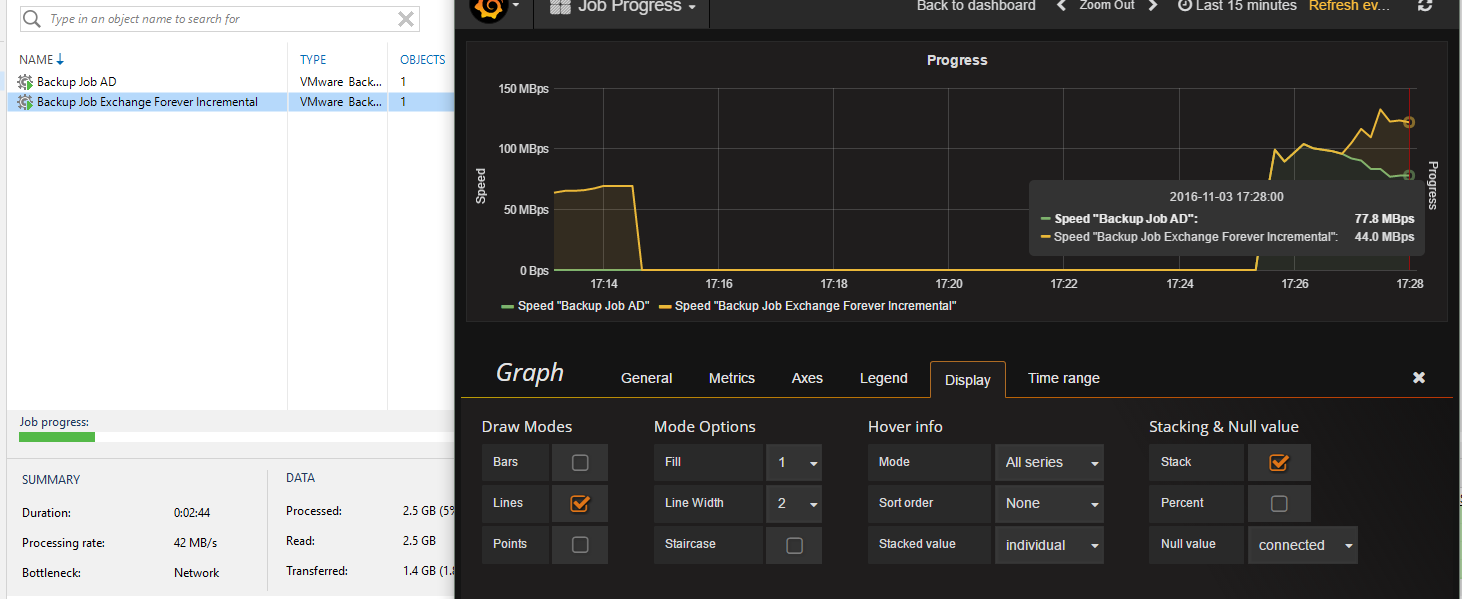 Type in an object name to search for
NAME TYPE OBJECTS
Backup Job AD VMware Back... 1
Backup Job Exchange Forever Incremental VMware Back... 1
Job progress:
SUMMARY
Duration: 0:02:44
Processing rate: 42 MB/s
Bottleneck: Network
DATA
Processed: 2.5 GB (5%
Read: 2.5 GB
Transferred: 1.4 GB (1.8
Job Progress
Back to dashboard Zoom Out Last 15 minutes Refresh ev...
Progress
150 MBps
100 MBps
50 MBps
0 Bps
Speed
Progress
2016-11-03 17:28:00
Speed "Backup Job AD": 77.8 MBps
Speed "Backup Job Exchange Forever Incremental": 44.0 MBps
17:14 17:16 17:18 17:20 17:22 17:24 17:26 17:28
Speed "Backup Job AD" Speed "Backup Job Exchange Forever Incremental"
Graph General Metrics Axes Legend Display Time range
Draw Modes
Bars
Lines
Points
Mode Options
Fill 1
Line Width 2
Staircase
Hover info
Mode All series
Sort order None
Stacked value individual
Stacking & Null value
Stack
Percent
Null value connected